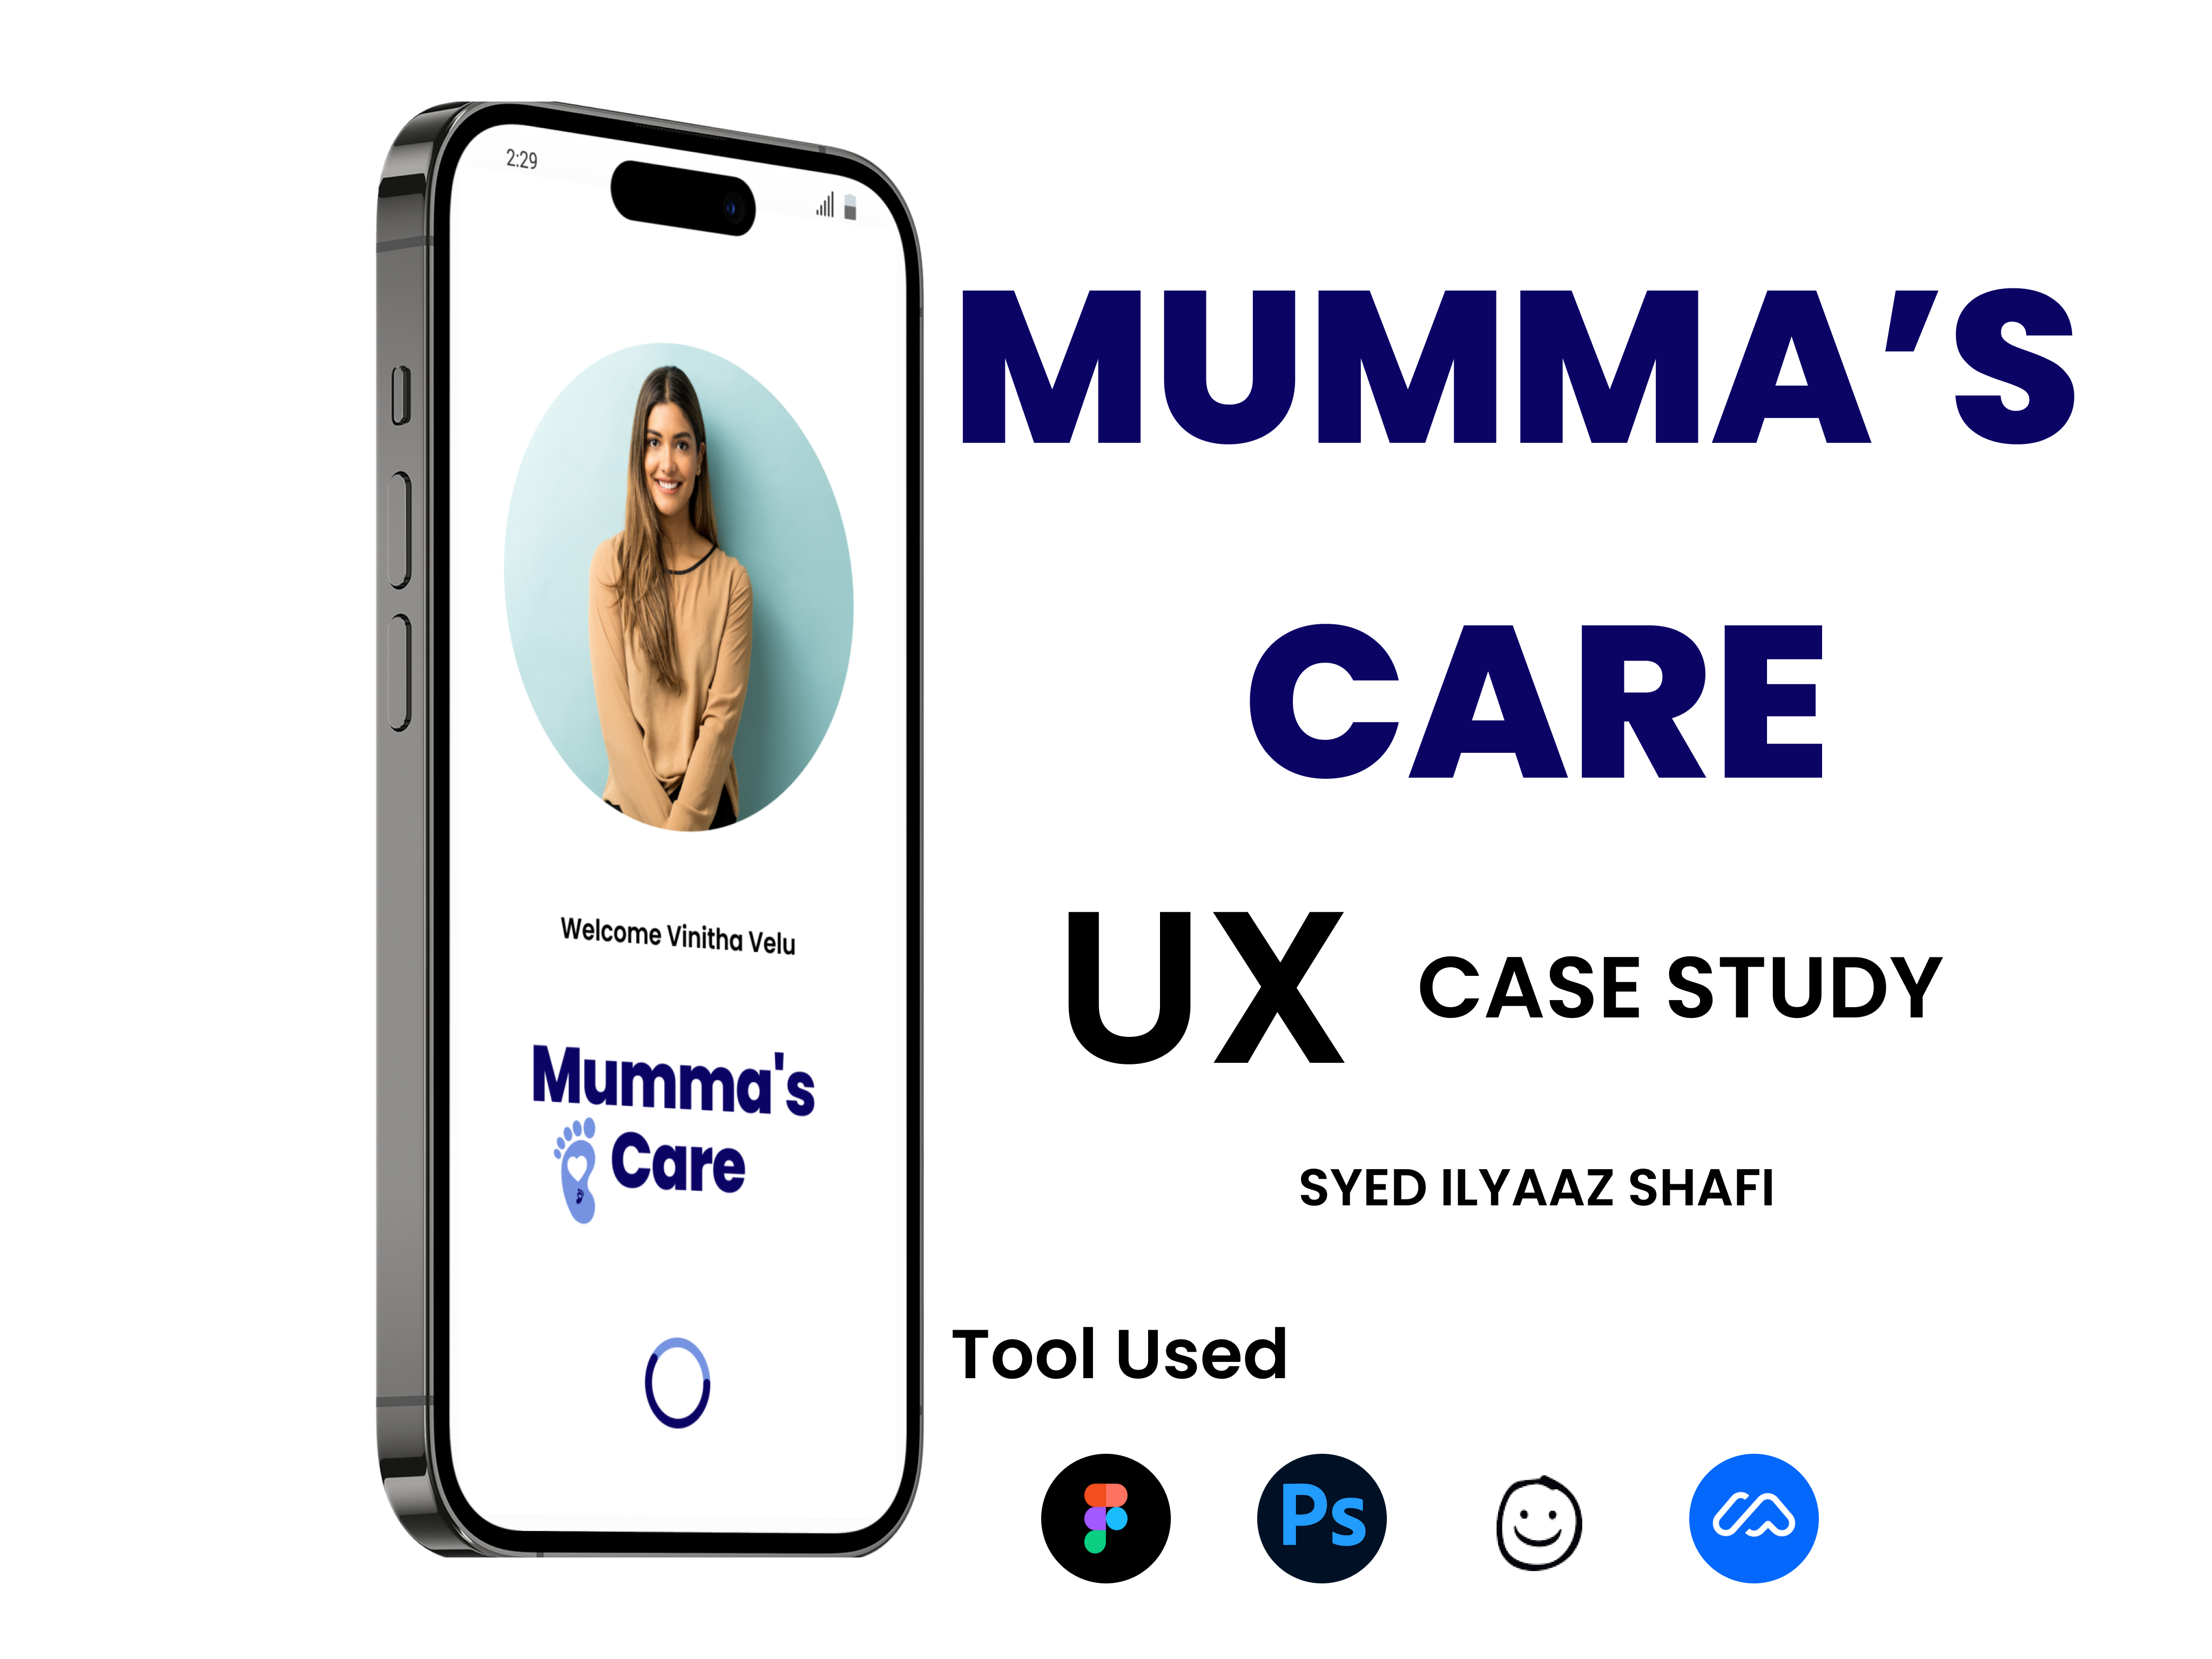 2:29
Welcome Vinitha Velu
Mumma's
Care
MUMMA’S
CARE
UX CASE STUDY
SYED ILYAAZ SHAFI
Tool Used
Ps